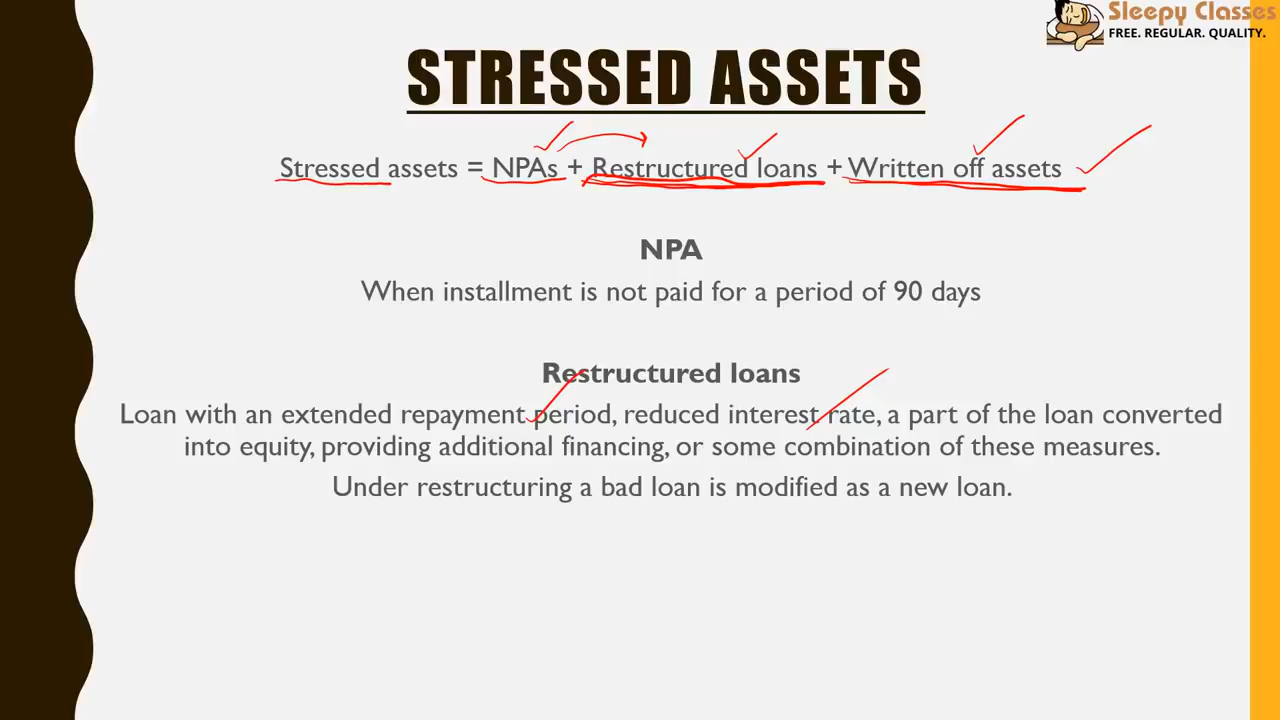 Sleepy Classes
FREE. REGULAR. QUALITY.
STRESSED ASSETS
Stressed assets = NPAs + Restructured loans + Written off assets
NPA
When installment is not paid for a period of 90 days
Restructured loans
Loan with an extended repayment period, reduced interest rate, a part of the loan converted
into equity, providing additional financing, or some combination of these measures.
Under restructuring a bad loan is modified as a new loan.